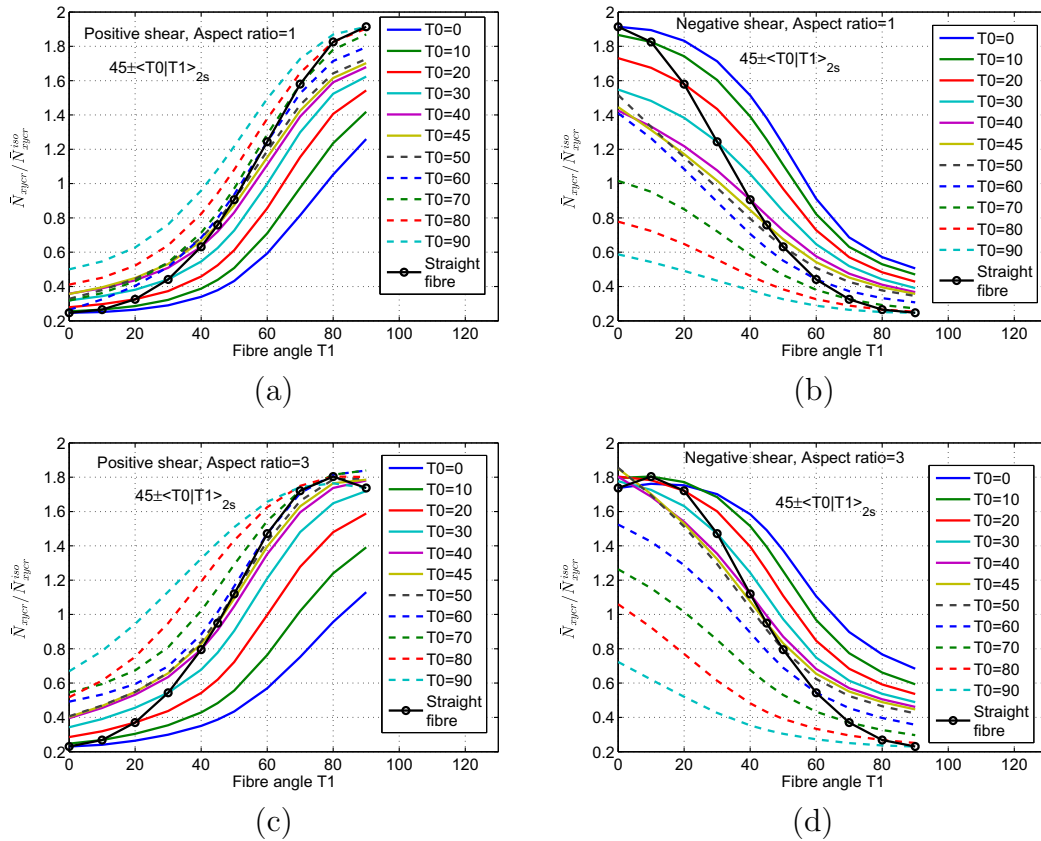 Positive shear, Aspect ratio=1
45±<T0|T1>2s
N̄xycr / N̄xycr^iso
2
1.8
1.6
1.4
1.2
1
0.8
0.6
0.4
0.2
0 20 40 60 80 100 120
Fibre angle T1
T0=0
T0=10
T0=20
T0=30
T0=40
T0=45
T0=50
T0=60
T0=70
T0=80
T0=90
Straight
fibre
(a)
Negative shear, Aspect ratio=1
45±<T0|T1>2s
N̄xycr / N̄xycr^iso
2
1.8
1.6
1.4
1.2
1
0.8
0.6
0.4
0.2
0 20 40 60 80 100 120
Fibre angle T1
T0=0
T0=10
T0=20
T0=30
T0=40
T0=45
T0=50
T0=60
T0=70
T0=80
T0=90
Straight
fibre
(b)
Positive shear, Aspect ratio=3
45±<T0|T1>2s
N̄xycr / N̄xycr^iso
2
1.8
1.6
1.4
1.2
1
0.8
0.6
0.4
0.2
0 20 40 60 80 100 120
Fibre angle T1
T0=0
T0=10
T0=20
T0=30
T0=40
T0=45
T0=50
T0=60
T0=70
T0=80
T0=90
Straight
fibre
(c)
Negative shear, Aspect ratio=3
45±<T0|T1>2s
N̄xycr / N̄xycr^iso
2
1.8
1.6
1.4
1.2
1
0.8
0.6
0.4
0.2
0 20 40 60 80 100 120
Fibre angle T1
T0=0
T0=10
T0=20
T0=30
T0=40
T0=45
T0=50
T0=60
T0=70
T0=80
T0=90
Straight
fibre
(d)